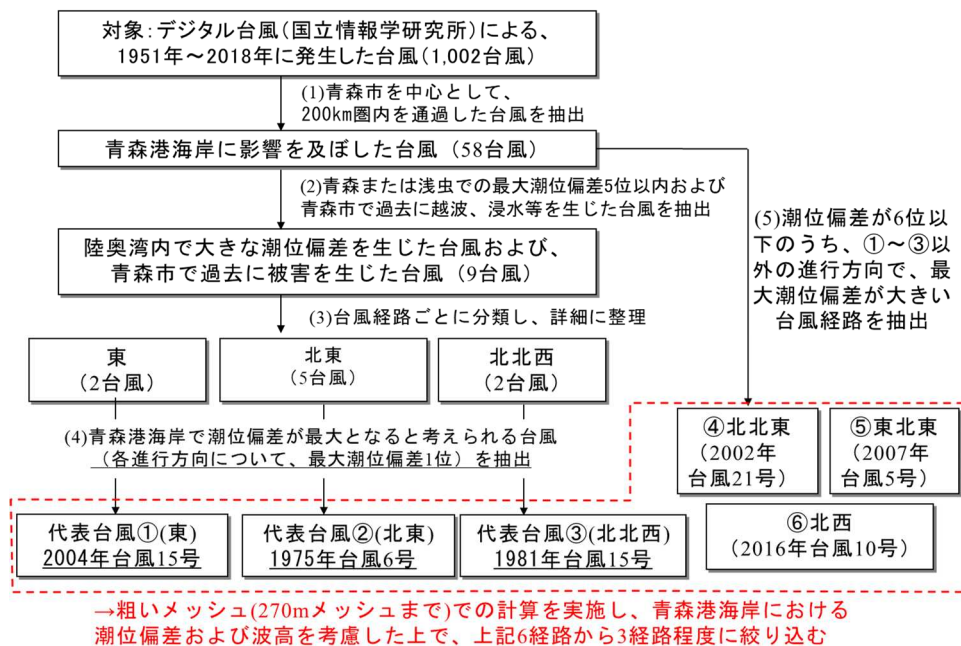 対象：デジタル台風（国立情報学研究所）による、
1951年～2018年に発生した台風（1,002台風）
(1)青森市を中心として、
200km圏内を通過した台風を抽出
青森港海岸に影響を及ぼした台風（58台風）
(2)青森または浅虫での最大潮位偏差5位以内および
青森市で過去に越波、浸水等を生じた台風を抽出
陸奥湾内で大きな潮位偏差を生じた台風および、
青森市で過去に被害を生じた台風（9台風）
(3)台風経路ごとに分類し、詳細に整理
東
（2台風）
北東
（5台風）
北北西
（2台風）
(4)青森港海岸で潮位偏差が最大となると考えられる台風
（各進行方向について、最大潮位偏差1位）を抽出
代表台風①(東)
2004年台風15号
代表台風②(北東)
1975年台風6号
代表台風③(北北西)
1981年台風15号
(5)潮位偏差が6位以
下のうち、①～③以
外の進行方向で、最
大潮位偏差が大きい
台風経路を抽出
④北北東
（2002年
台風21号）
⑤東北東
（2007年
台風5号）
⑥北西
（2016年台風10号）
→粗いメッシュ(270mメッシュまで)での計算を実施し、青森港海岸における
潮位偏差および波高を考慮した上で、上記6経路から3経路程度に絞り込む